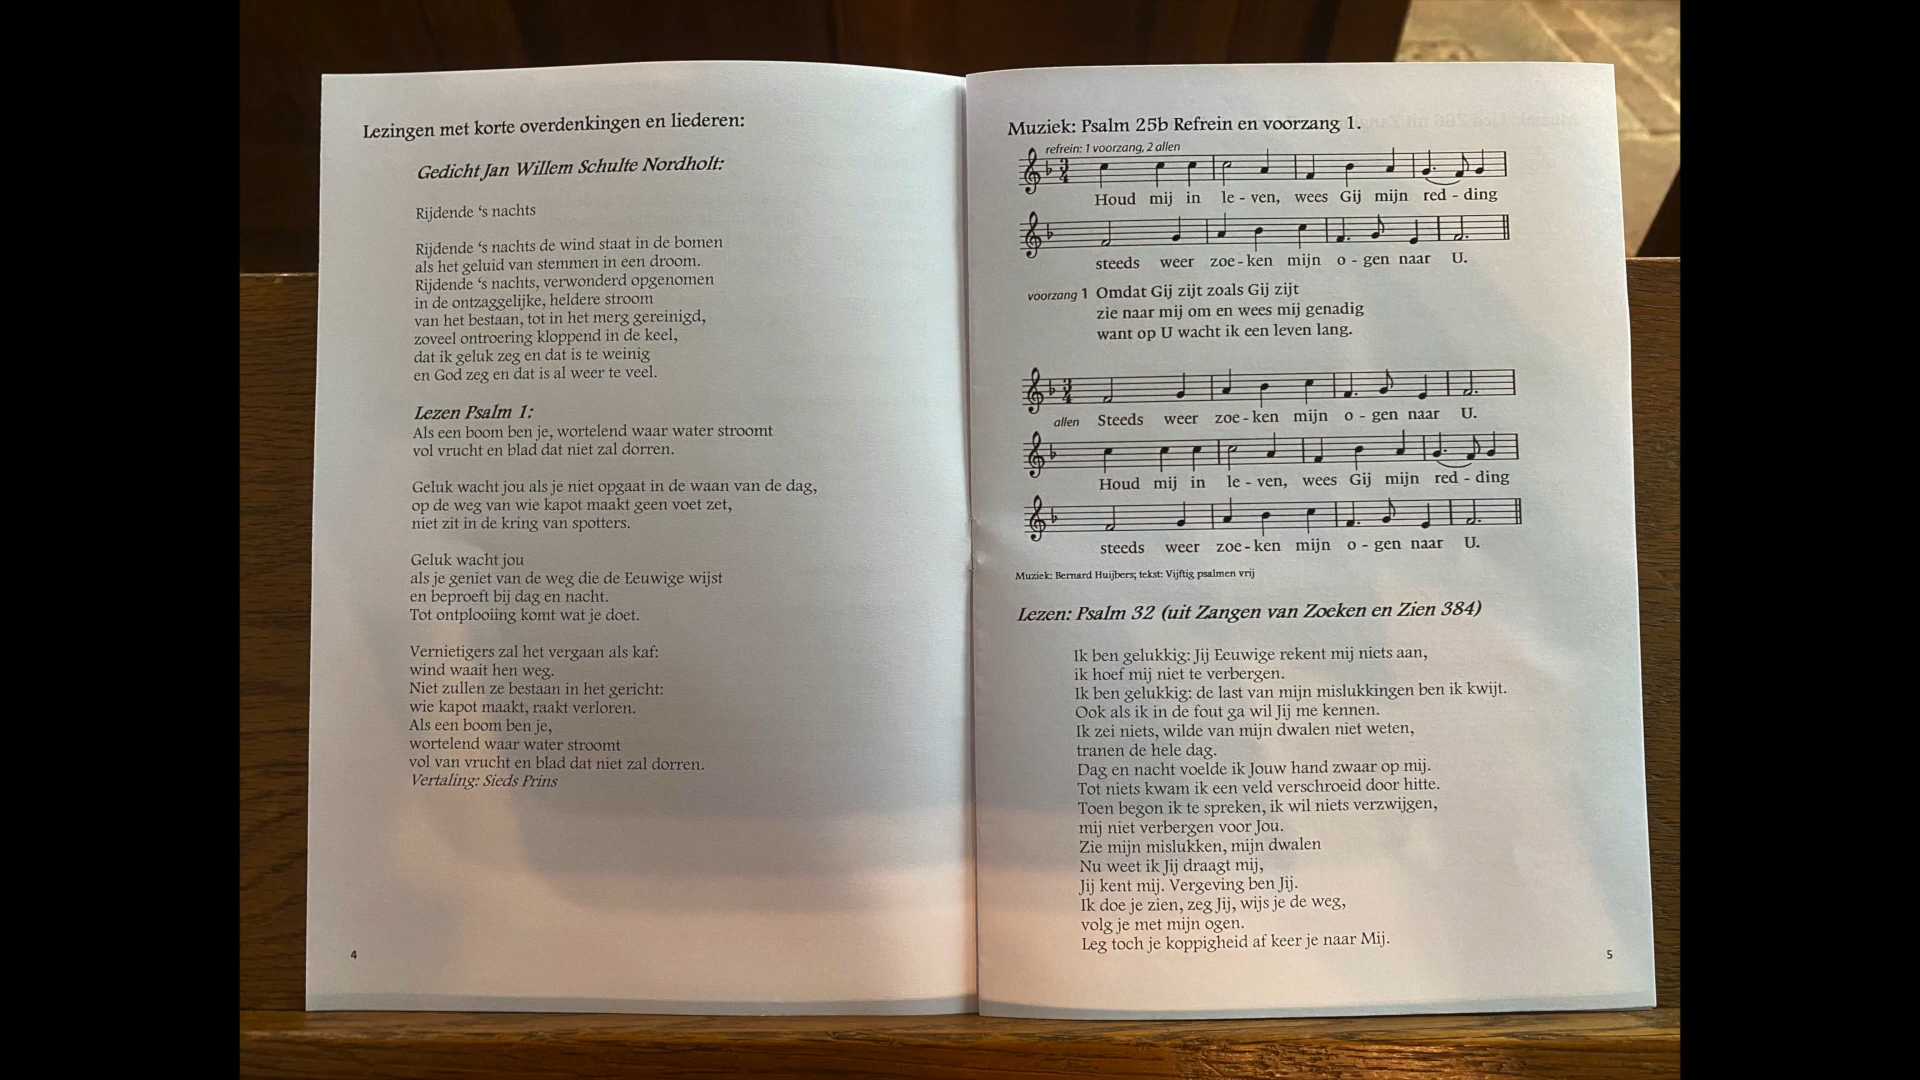 Lezingen met korte overdenkingen en liederen:
Gedicht Jan Willem Schulte Nordholt:
Rijdende ‘s nachts
Rijdende ‘s nachts de wind staat in de bomen
als het geluid van stemmen in een droom.
Rijdende ‘s nachts, verwonderd opgenomen
in de ontzaggelijke, heldere stroom
van het bestaan, tot in het merg gereinigd,
zoveel ontroering kloppend in de keel,
dat ik geluk zeg en dat is te weinig
en God zeg en dat is al weer te veel.
Lezen Psalm 1:
Als een boom ben je, wortelend waar water stroomt
vol vrucht en blad dat niet zal dorren.
Geluk wacht jou als je niet opgaat in de waan van de dag,
op de weg van wie kapot maakt geen voet zet,
niet zit in de kring van spotters.
Geluk wacht jou
als je geniet van de weg die de Eeuwige wijst
en beproeft bij dag en nacht.
Tot ontplooiing komt wat je doet.
Vernietigers zal het vergaan als kaf:
wind waait hen weg.
Niet zullen ze bestaan in het gericht:
wie kapot maakt, raakt verloren.
Als een boom ben je,
wortelend waar water stroomt
vol van vrucht en blad dat niet zal dorren.
Vertaling: Sieds Prins
4
Muziek: Psalm 25b Refrein en voorzang 1.
refrein: 1 voorzang, 2 allen
3
4
Houd mij in le - ven, wees Gij mijn red - ding
steeds weer zoe - ken mijn o - gen naar U.
voorzang 1 Omdat Gij zijt zoals Gij zijt
zie naar mij om en wees mij genadig
want op U wacht ik een leven lang.
3
4
allen Steeds weer zoe - ken mijn o - gen naar U.
Houd mij in le - ven, wees Gij mijn red - ding
steeds weer zoe - ken mijn o - gen naar U.
Muziek: Bernard Huijbers; tekst: Vijftig psalmen vrij
Lezen: Psalm 32 (uit Zangen van Zoeken en Zien 384)
Ik ben gelukkig: Jij Eeuwige rekent mij niets aan,
ik hoef mij niet te verbergen.
Ik ben gelukkig: de last van mijn mislukkingen ben ik kwijt.
Ook als ik in de fout ga wil Jij me kennen.
Ik zei niets, wilde van mijn dwalen niet weten,
tranen de hele dag.
Dag en nacht voelde ik Jouw hand zwaar op mij.
Tot niets kwam ik een veld verschroeid door hitte.
Toen begon ik te spreken, ik wil niets verzwijgen,
mij niet verbergen voor Jou.
Zie mijn mislukken, mijn dwalen
Nu weet ik Jij draagt mij,
Jij kent mij. Vergeving ben Jij.
Ik doe je zien, zeg Jij, wijs je de weg,
volg je met mijn ogen.
Leg toch je koppigheid af keer je naar Mij.
5